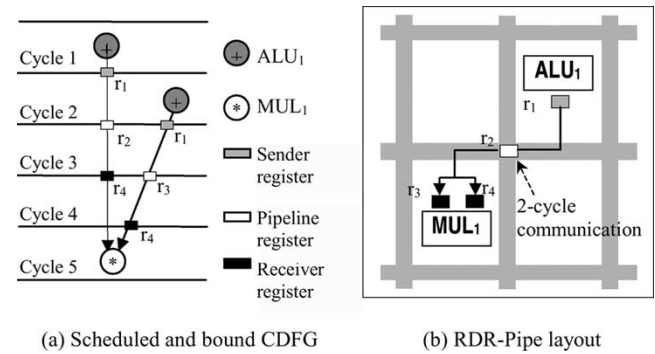 Cycle 1
+
r1
ALU1
Cycle 2
+
r2
r1
*
MUL1
Cycle 3
r4
r3
Sender
register
Cycle 4
r4
Pipeline
register
Cycle 5
*
Receiver
register
(a) Scheduled and bound CDFG
ALU1
r1
r2
r3
r4
MUL1
2-cycle
communication
(b) RDR-Pipe layout